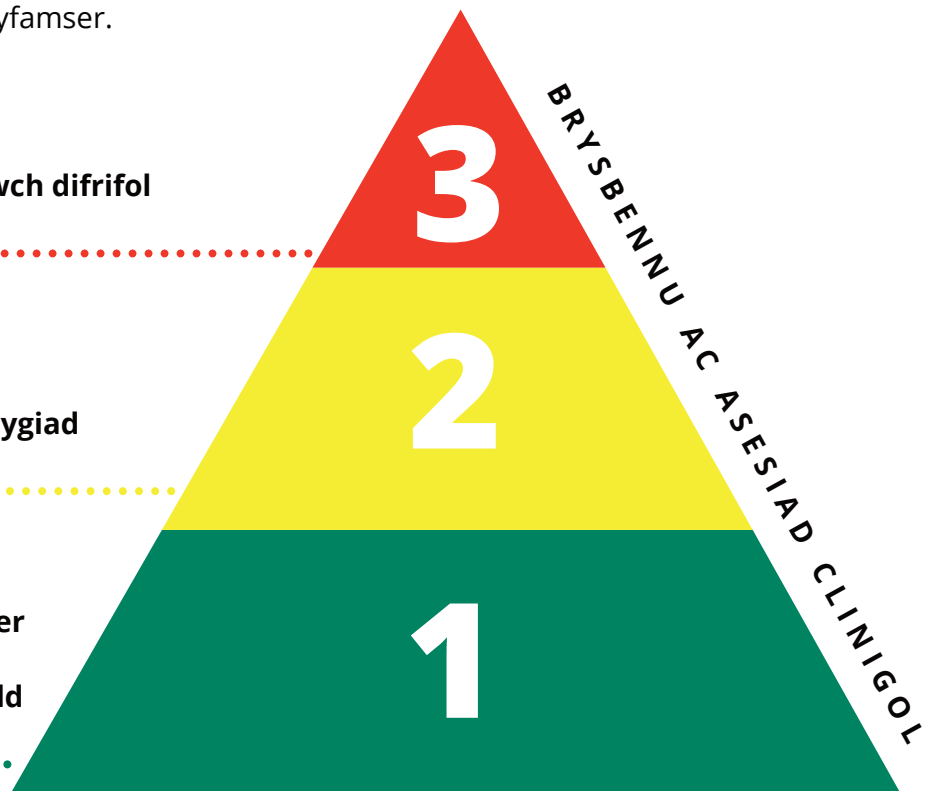 yfamser.
BRYSBENNU AC ASESIAD CLINIGOL
3
wch difrifol
2
ygiad
1
er
ld